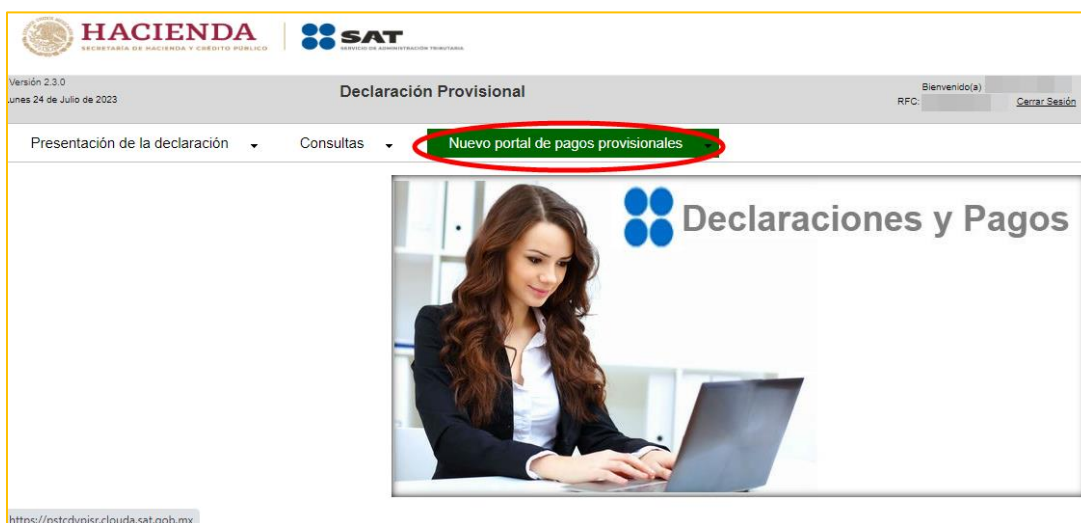 HACIENDA
SECRETARÍA DE HACIENDA Y CRÉDITO PÚBLICO
SAT
SERVICIO DE ADMINISTRACIÓN TRIBUTARIA
Versión 2.3.0
Lunes 24 de Julio de 2023
Declaración Provisional
Bienvenido(a)
RFC:
Cerrar Sesión
Presentación de la declaración
Consultas
Nuevo portal de pagos provisionales
Declaraciones y Pagos
https://pstcdypisr.clouda.sat.gob.mx